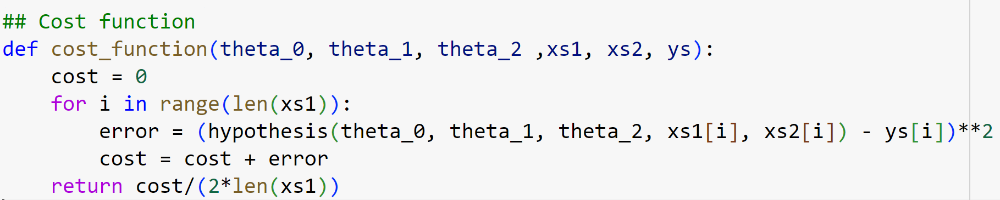 ## Cost function
def cost_function(theta_0, theta_1, theta_2 ,xs1, xs2, ys):
    cost = 0
    for i in range(len(xs1)):
        error = (hypothesis(theta_0, theta_1, theta_2, xs1[i], xs2[i]) - ys[i])**2
        cost = cost + error
    return cost/(2*len(xs1))